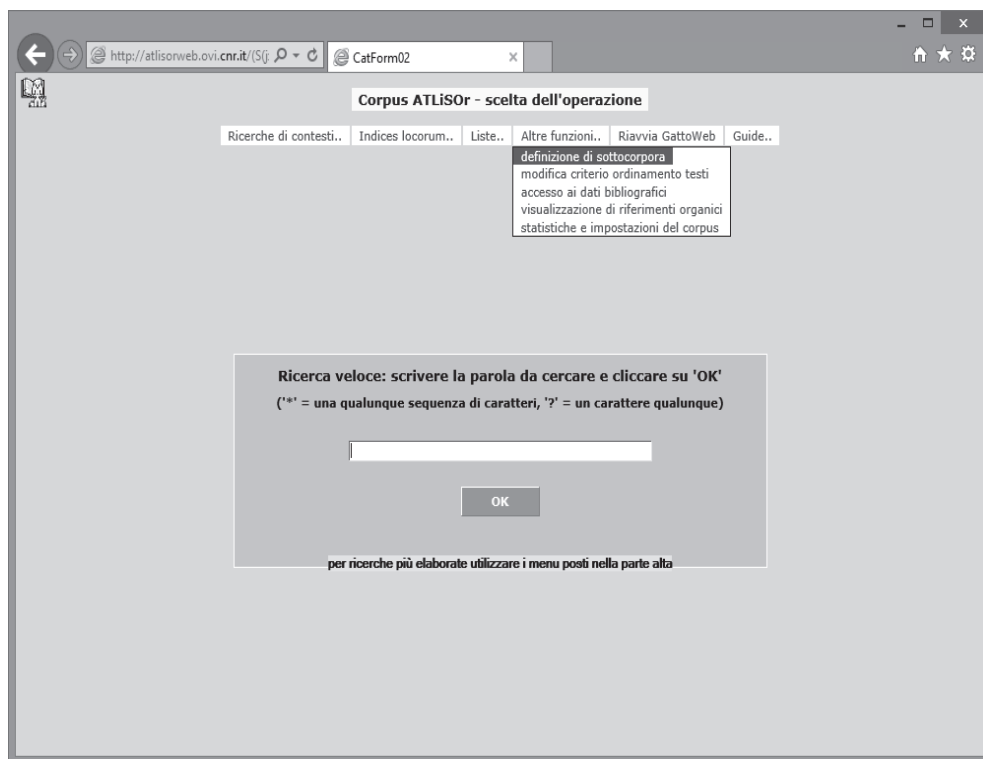 http://atlisorweb.ovi.cnr.it/(S(j
CatForm02
Corpus ATLiSOr - scelta dell'operazione
Ricerche di contesti.. Indices locorum.. Liste.. Altre funzioni.. Riavvia GattoWeb Guide..
definizione di sottocorpora
modifica criterio ordinamento testi
accesso ai dati bibliografici
visualizzazione di riferimenti organici
statistiche e impostazioni del corpus
Ricerca veloce: scrivere la parola da cercare e cliccare su 'OK'
('*' = una qualunque sequenza di caratteri, '?' = un carattere qualunque)
OK
per ricerche più elaborate utilizzare i menu posti nella parte alta